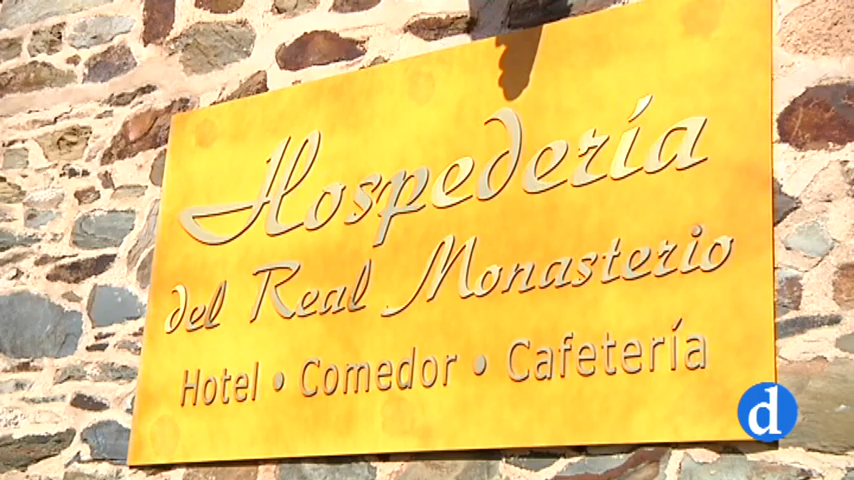 Hospedería
del Real Monasterio
Hotel • Comedor • Cafetería
d